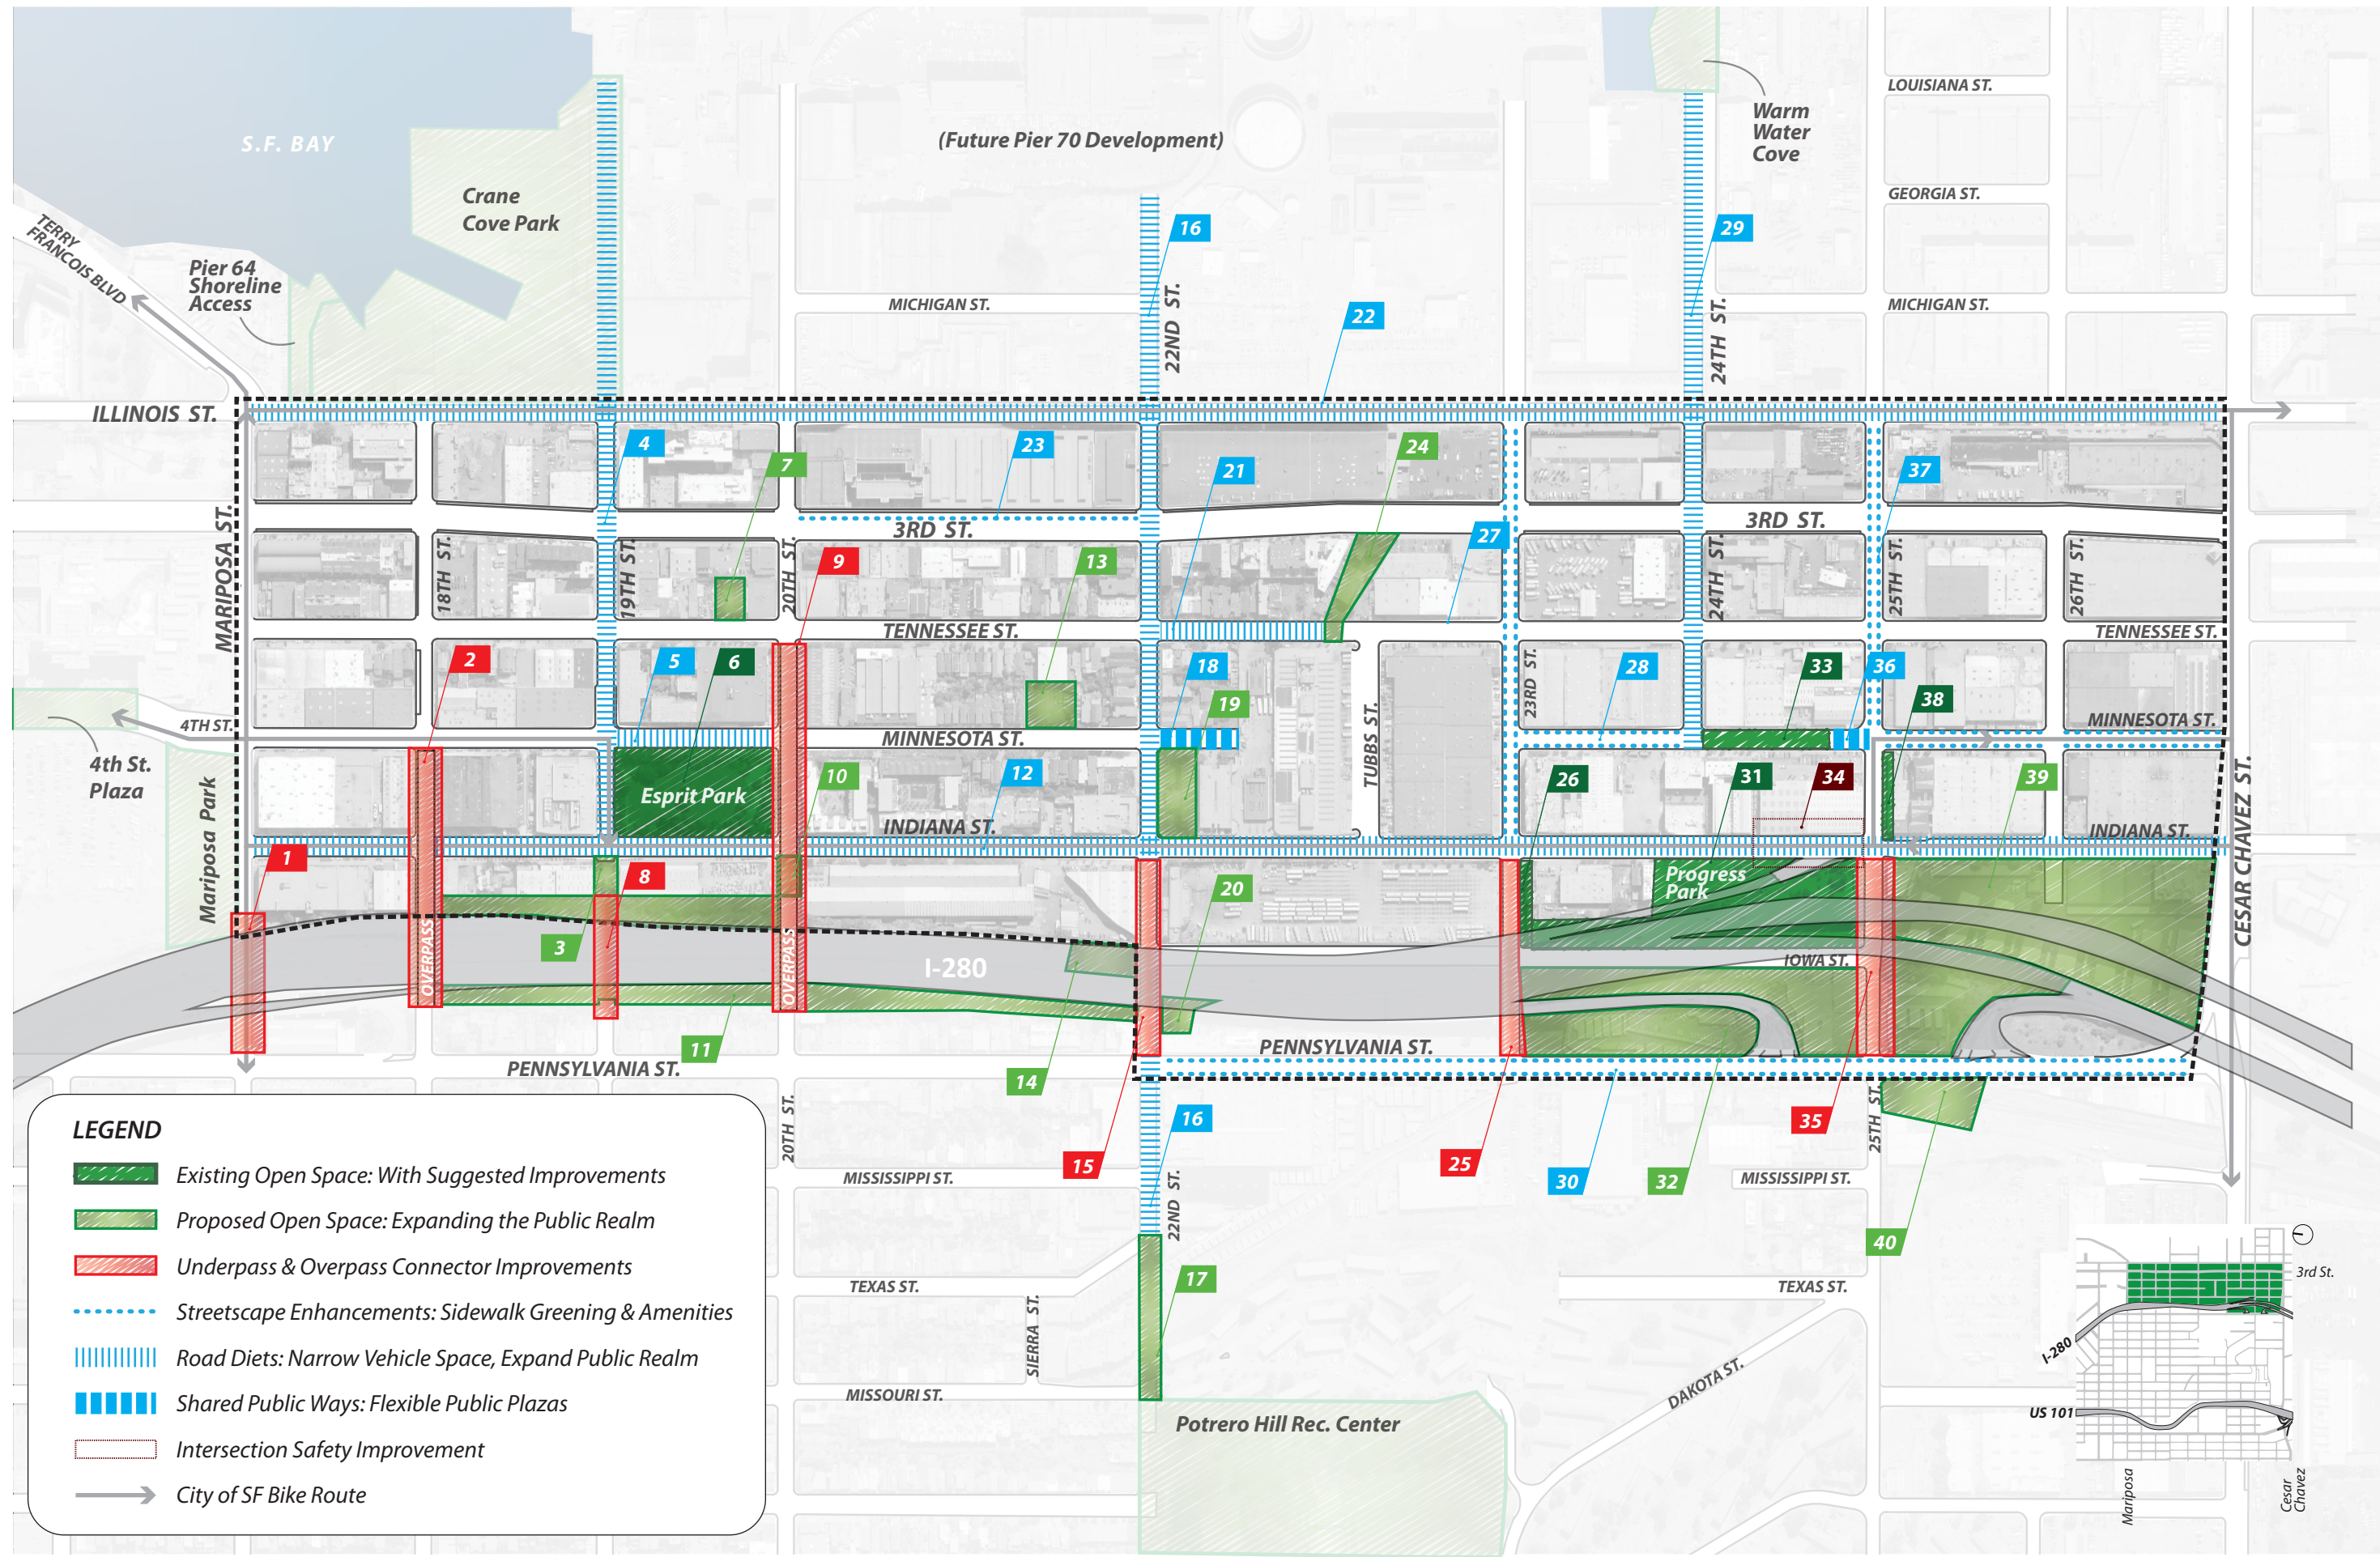 LOUISIANA ST.
Warm
Water
Cove
S.F. BAY
(Future Pier 70 Development)
Crane
Cove Park
GEORGIA ST.
TERRY
FRANCOIS BLVD
16
29
Pier 64
Shoreline
Access
MICHIGAN ST.
22ND ST.
22
24TH ST.
MICHIGAN ST.
ILLINOIS ST.
4
7
23
21
24
37
MARIPOSA ST.
3RD ST.
3RD ST.
27
18TH ST.
19TH ST.
20TH ST.
9
13
24TH ST.
25TH ST.
26TH ST.
TENNESSEE ST.
TENNESSEE ST.
2
5
6
18
19
23RD ST.
28
33
36
38
4TH ST.
MINNESOTA ST.
MINNESOTA ST.
4th St.
Plaza
Mariposa Park
Esprit Park
10
12
TUBBS ST.
26
31
34
39
CESAR CHAVEZ ST.
INDIANA ST.
INDIANA ST.
1
8
20
Progress
Park
3
OVERPASS
OVERPASS
I-280
IOWA ST.
11
14
PENNSYLVANIA ST.
PENNSYLVANIA ST.
20TH ST.
16
15
25
30
32
35
25TH ST.
MISSISSIPPI ST.
MISSISSIPPI ST.
22ND ST.
40
17
TEXAS ST.
TEXAS ST.
SIERRA ST.
MISSOURI ST.
DAKOTA ST.
Potrero Hill Rec. Center
LEGEND
Existing Open Space: With Suggested Improvements
Proposed Open Space: Expanding the Public Realm
Underpass & Overpass Connector Improvements
Streetscape Enhancements: Sidewalk Greening & Amenities
Road Diets: Narrow Vehicle Space, Expand Public Realm
Shared Public Ways: Flexible Public Plazas
Intersection Safety Improvement
City of SF Bike Route
3rd St.
I-280
US 101
Mariposa
Cesar
Chavez